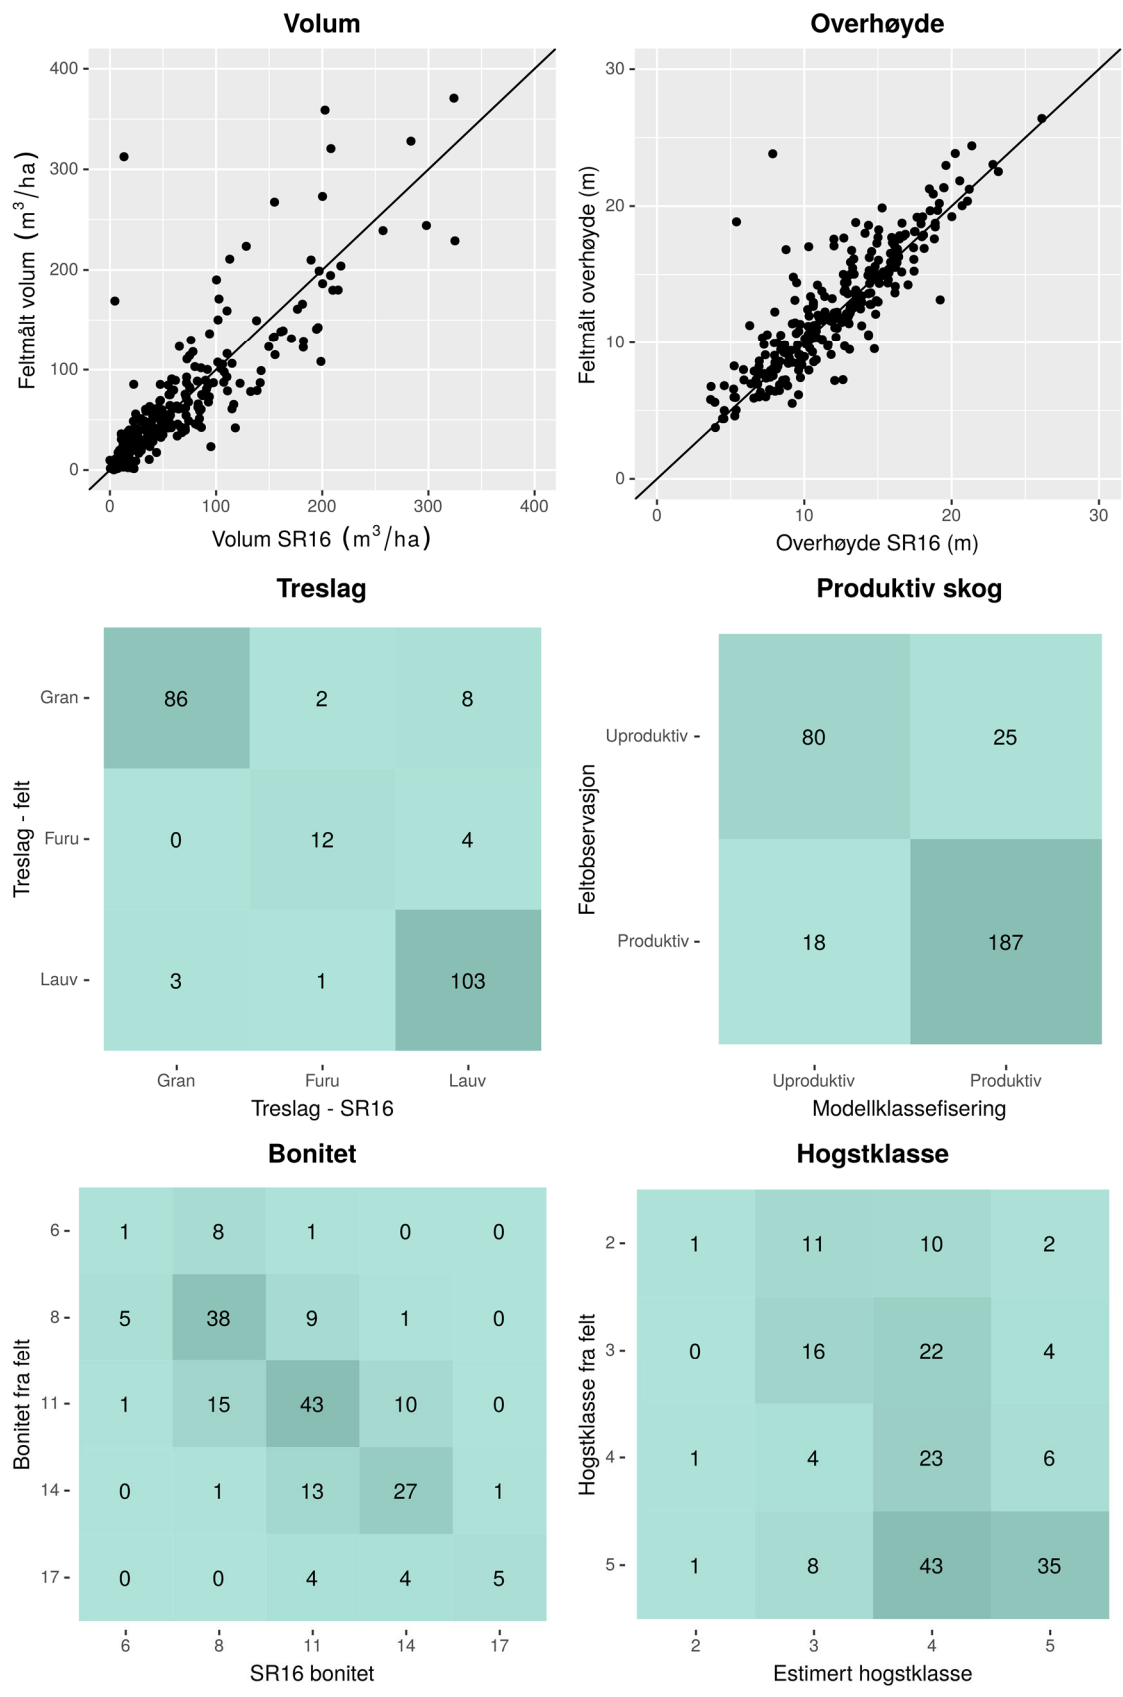 Volum
Overhøyde
400
300
200
100
0
0 100 200 300 400
Feltmålt volum (m³/ha)
Volum SR16 (m³/ha)
30
20
10
0
0 10 20 30
Feltmålt overhøyde (m)
Overhøyde SR16 (m)
Treslag
Treslag - felt
Gran 86 2 8
Furu 0 12 4
Lauv 3 1 103
Gran Furu Lauv
Treslag - SR16
Produktiv skog
Feltobservasjon
Uproduktiv 80 25
Produktiv 18 187
Uproduktiv Produktiv
Modellklassefisering
Bonitet
Bonitet fra felt
6 1 8 1 0 0
8 5 38 9 1 0
11 1 15 43 10 0
14 0 1 13 27 1
17 0 0 4 4 5
6 8 11 14 17
SR16 bonitet
Hogstklasse
Hogstklasse fra felt
2 1 11 10 2
3 0 16 22 4
4 1 4 23 6
5 1 8 43 35
2 3 4 5
Estimert hogstklasse